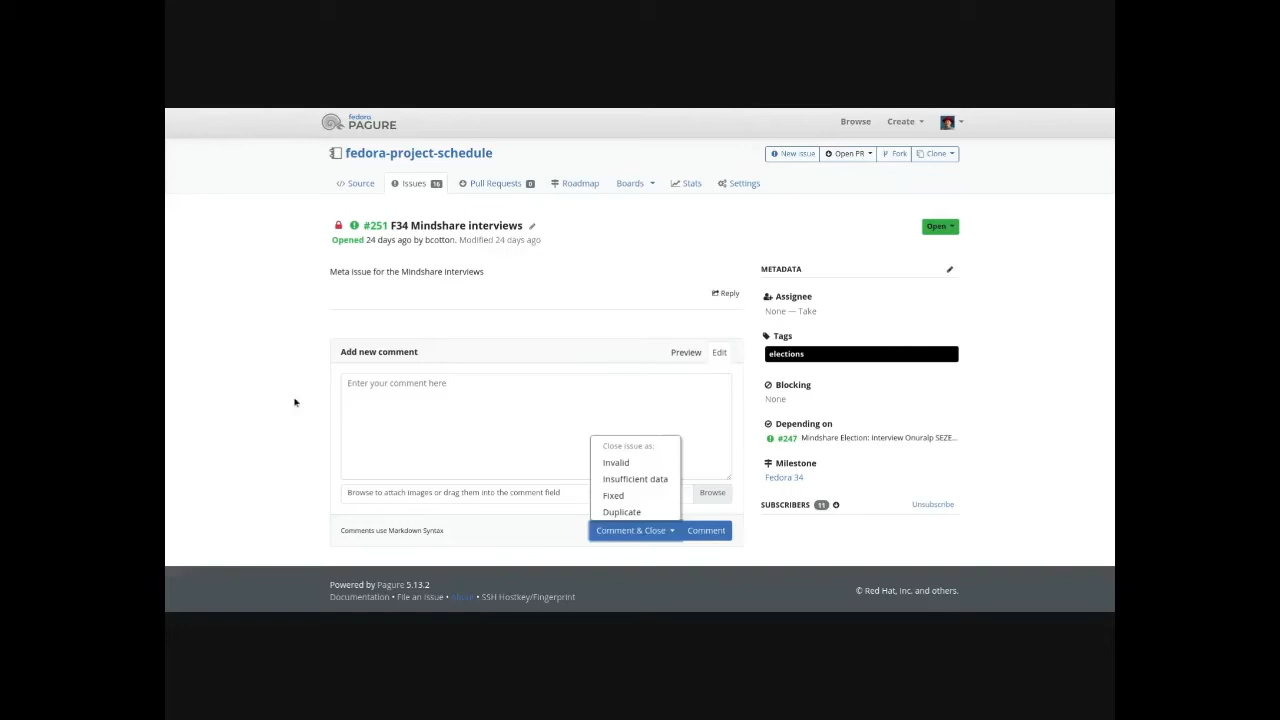 fedora
PAGURE
Browse Create
fedora-project-schedule
New issue Open PR Fork Clone
Source Issues 16 Pull Requests 0 Roadmap Boards Stats Settings
#251 F34 Mindshare interviews
Open
Opened 24 days ago by bcotton. Modified 24 days ago
Meta issue for the Mindshare interviews
Reply
Add new comment
Preview Edit
Enter your comment here
Close issue as:
Invalid
Insufficient data
Fixed
Duplicate
Browse to attach images or drag them into the comment field
Browse
Comments use Markdown Syntax
Comment & Close Comment
METADATA
Assignee
None — Take
Tags
elections
Blocking
None
Depending on
#247 Mindshare Election: Interview Onuralp SEZE...
Milestone
Fedora 34
SUBSCRIBERS 11 Unsubscribe
Powered by Pagure 5.13.2
Documentation • File an Issue • • SSH Hostkey/Fingerprint
© Red Hat, Inc. and others.